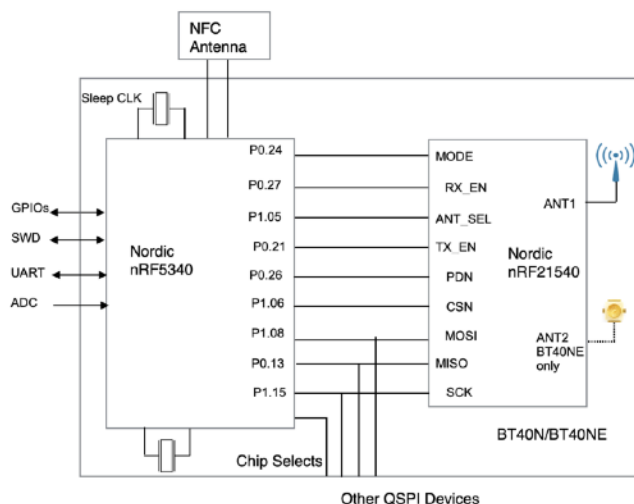 NFC
Antenna
Sleep CLK
P0.24
MODE
P0.27
RX_EN
ANT1
GPIOs
P1.05
ANT_SEL
SWD
Nordic
nRF5340
P0.21
TX_EN
Nordic
nRF21540
UART
P0.26
PDN
ADC
P1.06
CSN
P1.08
MOSI
ANT2
BT40NE
only
P0.13
MISO
P1.15
SCK
BT40N/BT40NE
Chip Selects
Other QSPI Devices